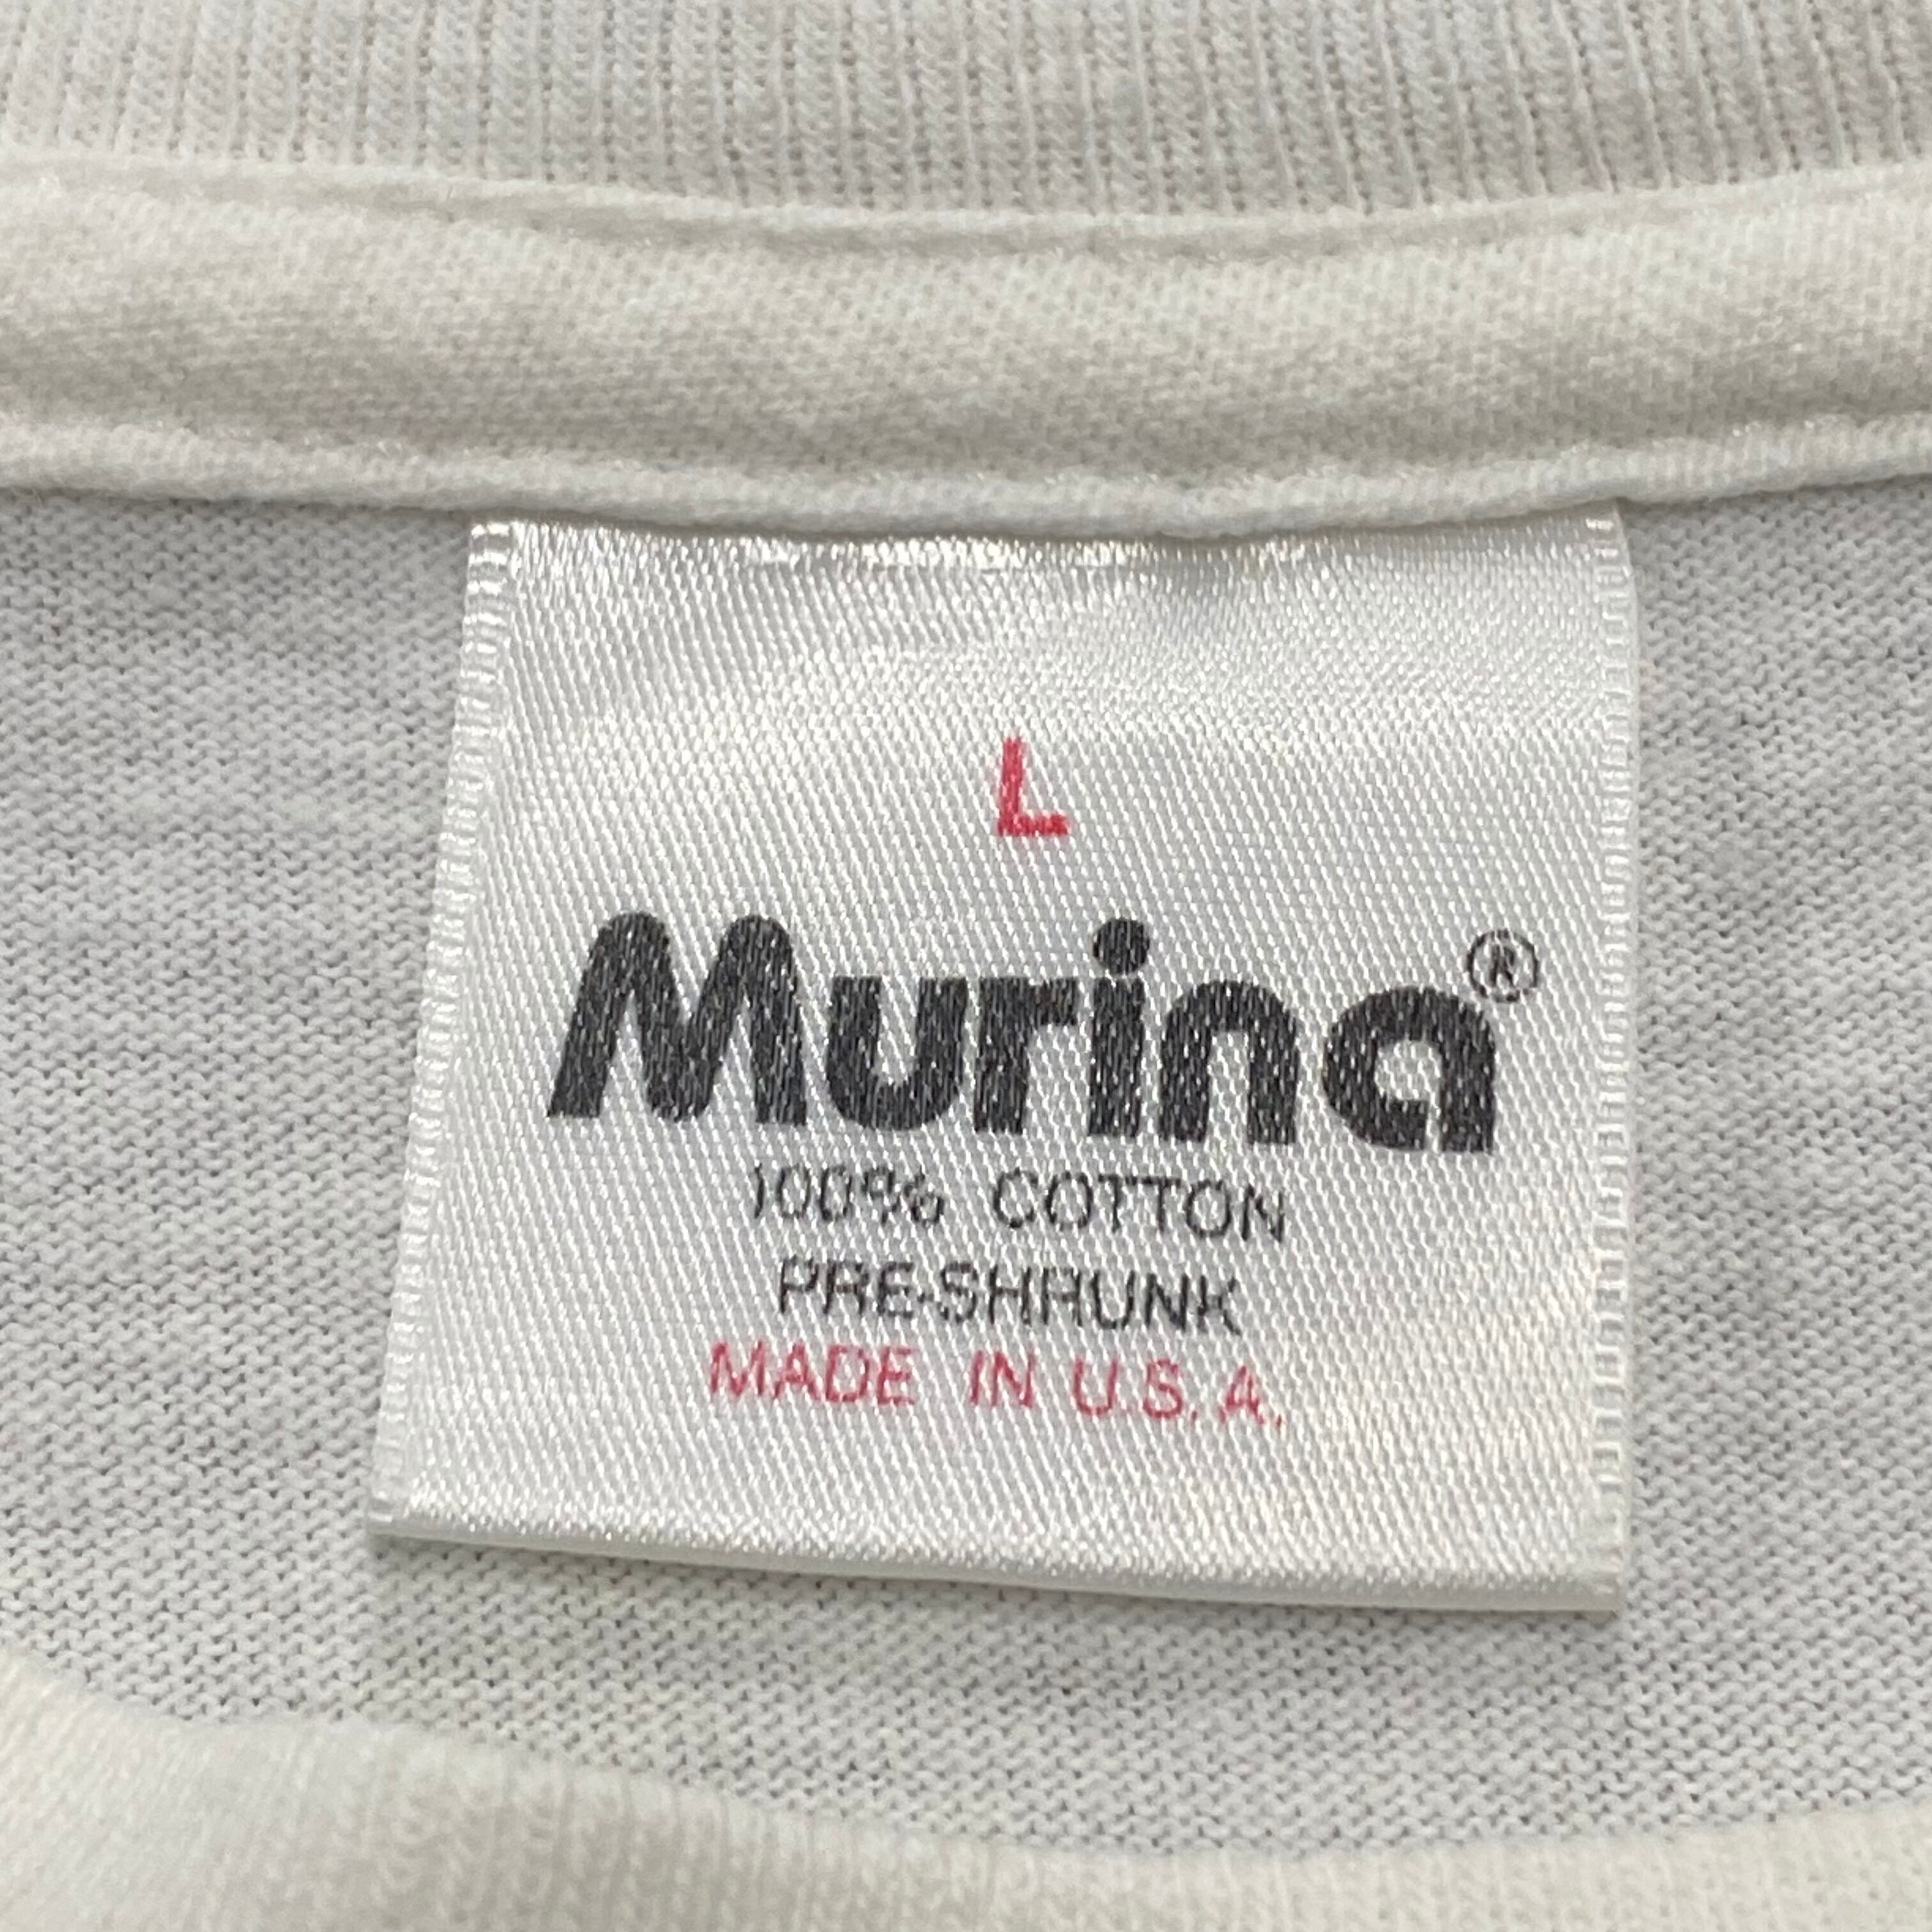 L
Murina®
100% COTTON
PRE-SHRUNK
MADE IN U.S.A.